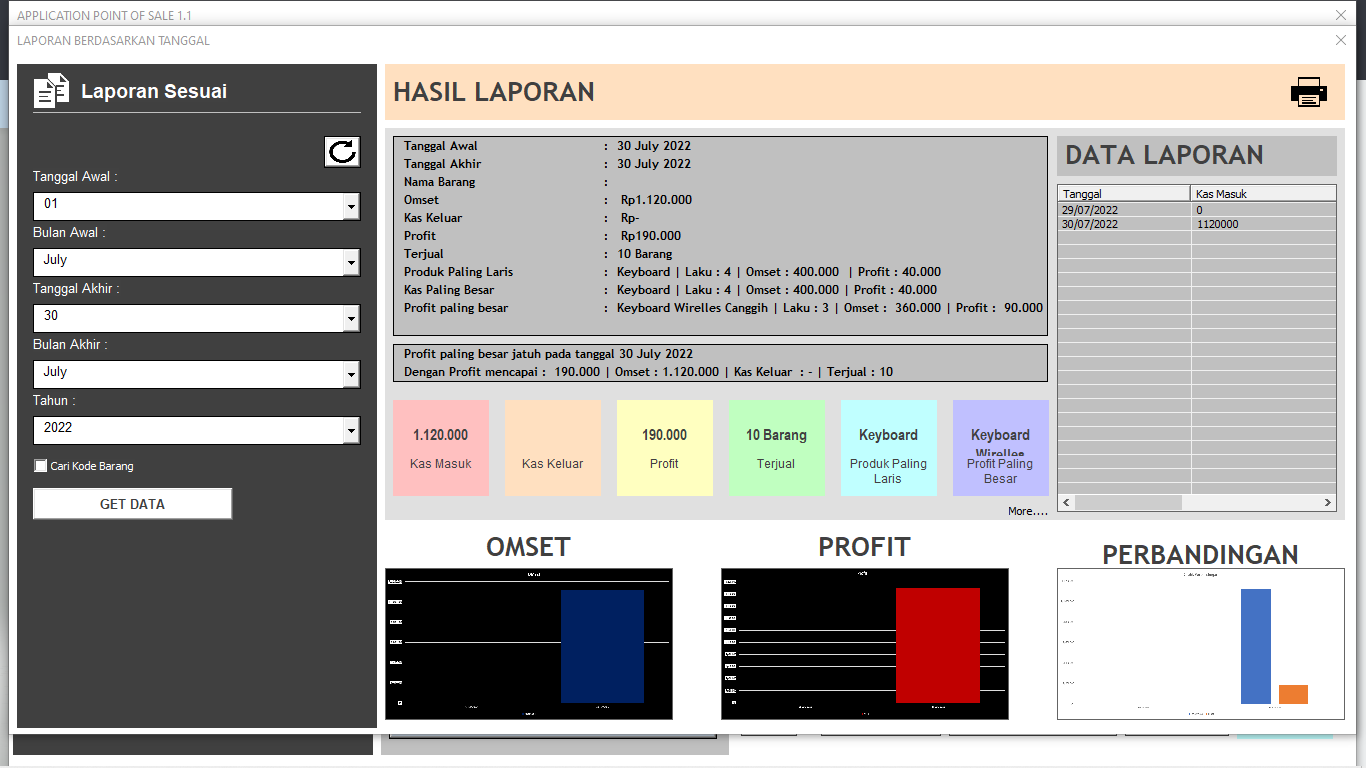 APPLICATION POINT OF SALE 1.1
LAPORAN BERDASARKAN TANGGAL
Laporan Sesuai
Tanggal Awal :
01
Bulan Awal :
July
Tanggal Akhir :
30
Bulan Akhir :
July
Tahun :
2022
Cari Kode Barang
GET DATA
HASIL LAPORAN
Tanggal Awal : 30 July 2022
Tanggal Akhir : 30 July 2022
Nama Barang :
Omset : Rp1.120.000
Kas Keluar : Rp-
Profit : Rp190.000
Terjual : 10 Barang
Produk Paling Laris : Keyboard | Laku : 4 | Omset : 400.000 | Profit : 40.000
Kas Paling Besar : Keyboard | Laku : 4 | Omset : 400.000 | Profit : 40.000
Profit paling besar : Keyboard Wirelles Canggih | Laku : 3 | Omset : 360.000 | Profit : 90.000
Profit paling besar jatuh pada tanggal 30 July 2022
Dengan Profit mencapai : 190.000 | Omset : 1.120.000 | Kas Keluar : - | Terjual : 10
1.120.000
Kas Masuk
Kas Keluar
190.000
Profit
10 Barang
Terjual
Keyboard
Produk Paling
Laris
Keyboard
Wirelles
Profit Paling
Besar
More....
DATA LAPORAN
Tanggal Kas Masuk
29/07/2022 0
30/07/2022 1120000
OMSET
PROFIT
PERBANDINGAN